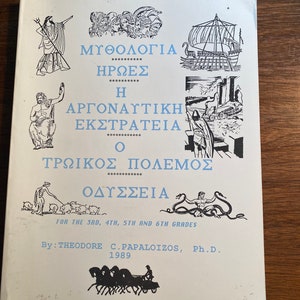 ΜΥΘΟΛΟΓΙΑ
ΗΡΩΕΣ
Η
ΑΡΓΟΝΑΥΤΙΚΗ
ΕΚΣΤΡΑΤΕΙΑ
Ο
ΤΡΩΙΚΟΣ ΠΟΛΕΜΟΣ
ΟΔΥΣΣΕΙΑ
FOR THE 3RD, 4TH, 5TH AND 6TH GRADES
By:THEODORE C.PAPALOIZOS, Ph.D.
1989